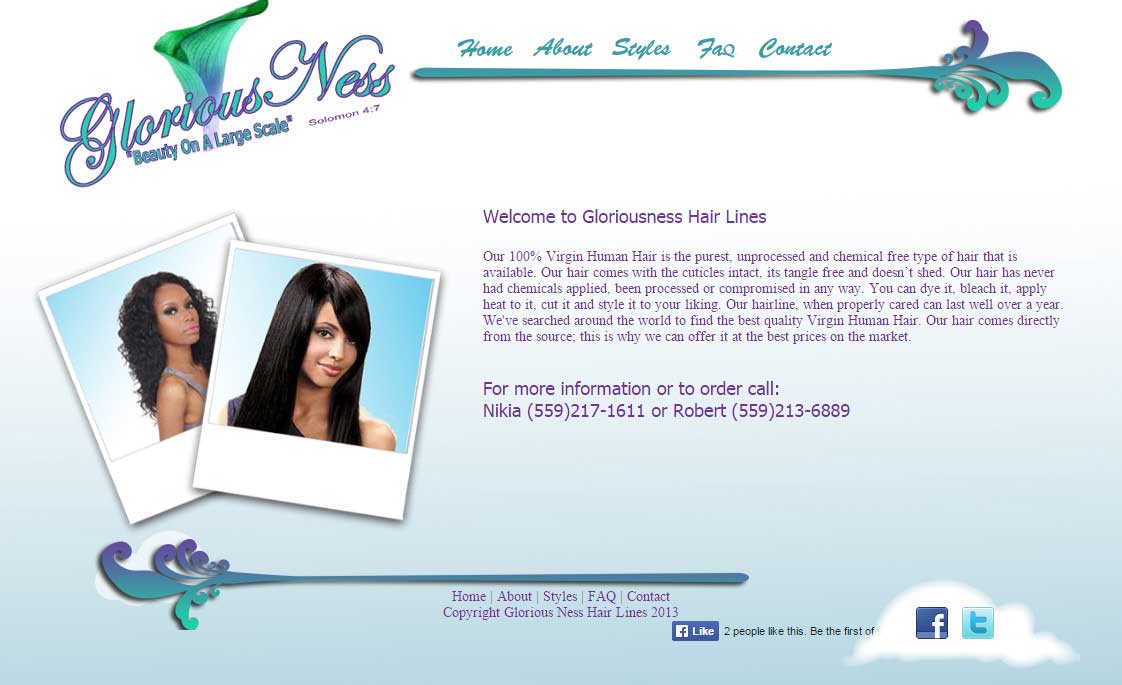 Glorious Ness
"Beauty On A Large Scale"
Solomon 4:7
Home About Styles FaQ Contact
Welcome to Gloriousness Hair Lines
Our 100% Virgin Human Hair is the purest, unprocessed and chemical free type of hair that is
available. Our hair comes with the cuticles intact, its tangle free and doesn't shed. Our hair has never
had chemicals applied, been processed or compromised in any way. You can dye it, bleach it, apply
heat to it, cut it and style it to your liking. Our hairline, when properly cared can last well over a year.
We've searched around the world to find the best quality Virgin Human Hair. Our hair comes directly
from the source; this is why we can offer it at the best prices on the market.
For more information or to order call:
Nikia (559)217-1611 or Robert (559)213-6889
Home | About | Styles | FAQ | Contact
Copyright Glorious Ness Hair Lines 2013
f Like 2 people like this. Be the first of
f t